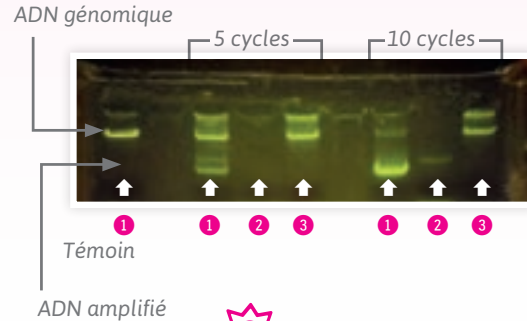 ADN génomique
5 cycles
10 cycles
1 1 2 3 1 2 3
Témoin
ADN amplifié